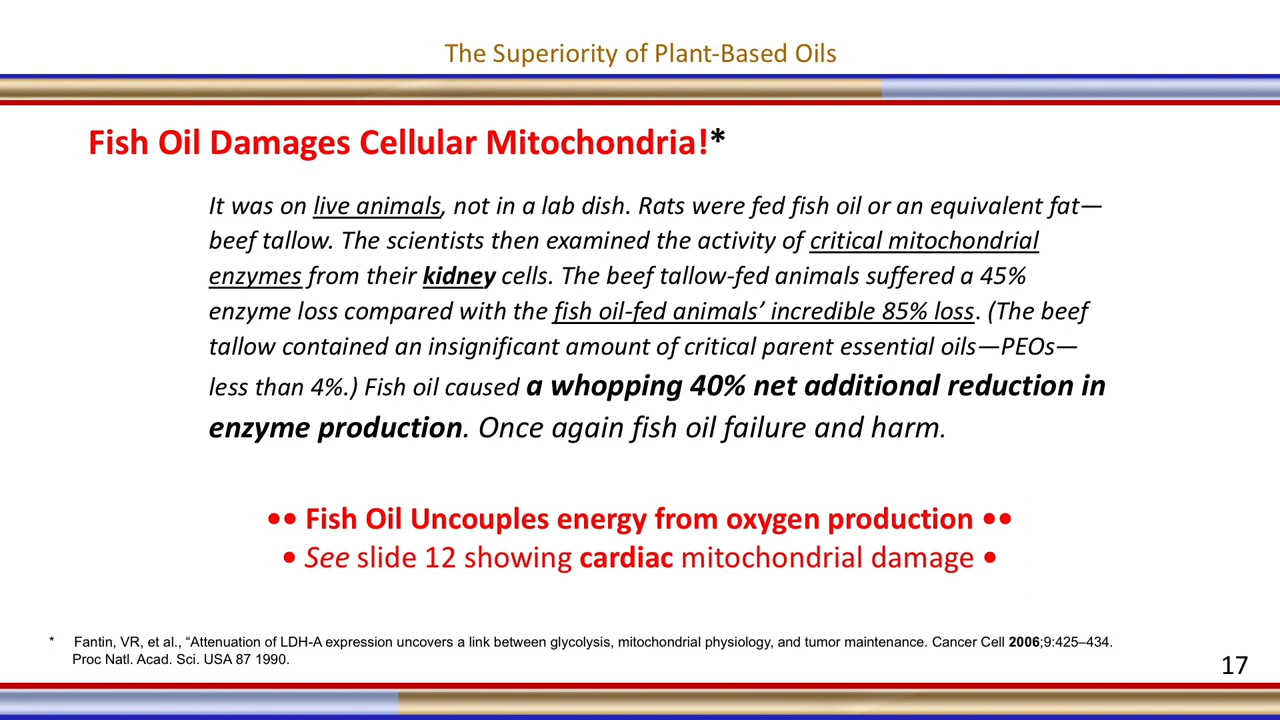 The Superiority of Plant-Based Oils
Fish Oil Damages Cellular Mitochondria!*
It was on live animals, not in a lab dish. Rats were fed fish oil or an equivalent fat—
beef tallow. The scientists then examined the activity of critical mitochondrial
enzymes from their kidney cells. The beef tallow-fed animals suffered a 45%
enzyme loss compared with the fish oil-fed animals’ incredible 85% loss. (The beef
tallow contained an insignificant amount of critical parent essential oils—PEOs—
less than 4%.) Fish oil caused a whopping 40% net additional reduction in
enzyme production. Once again fish oil failure and harm.
•• Fish Oil Uncouples energy from oxygen production ••
• See slide 12 showing cardiac mitochondrial damage •
* Fantin, VR, et al., “Attenuation of LDH-A expression uncovers a link between glycolysis, mitochondrial physiology, and tumor maintenance. Cancer Cell 2006;9:425–434.
Proc Natl. Acad. Sci. USA 87 1990.
17